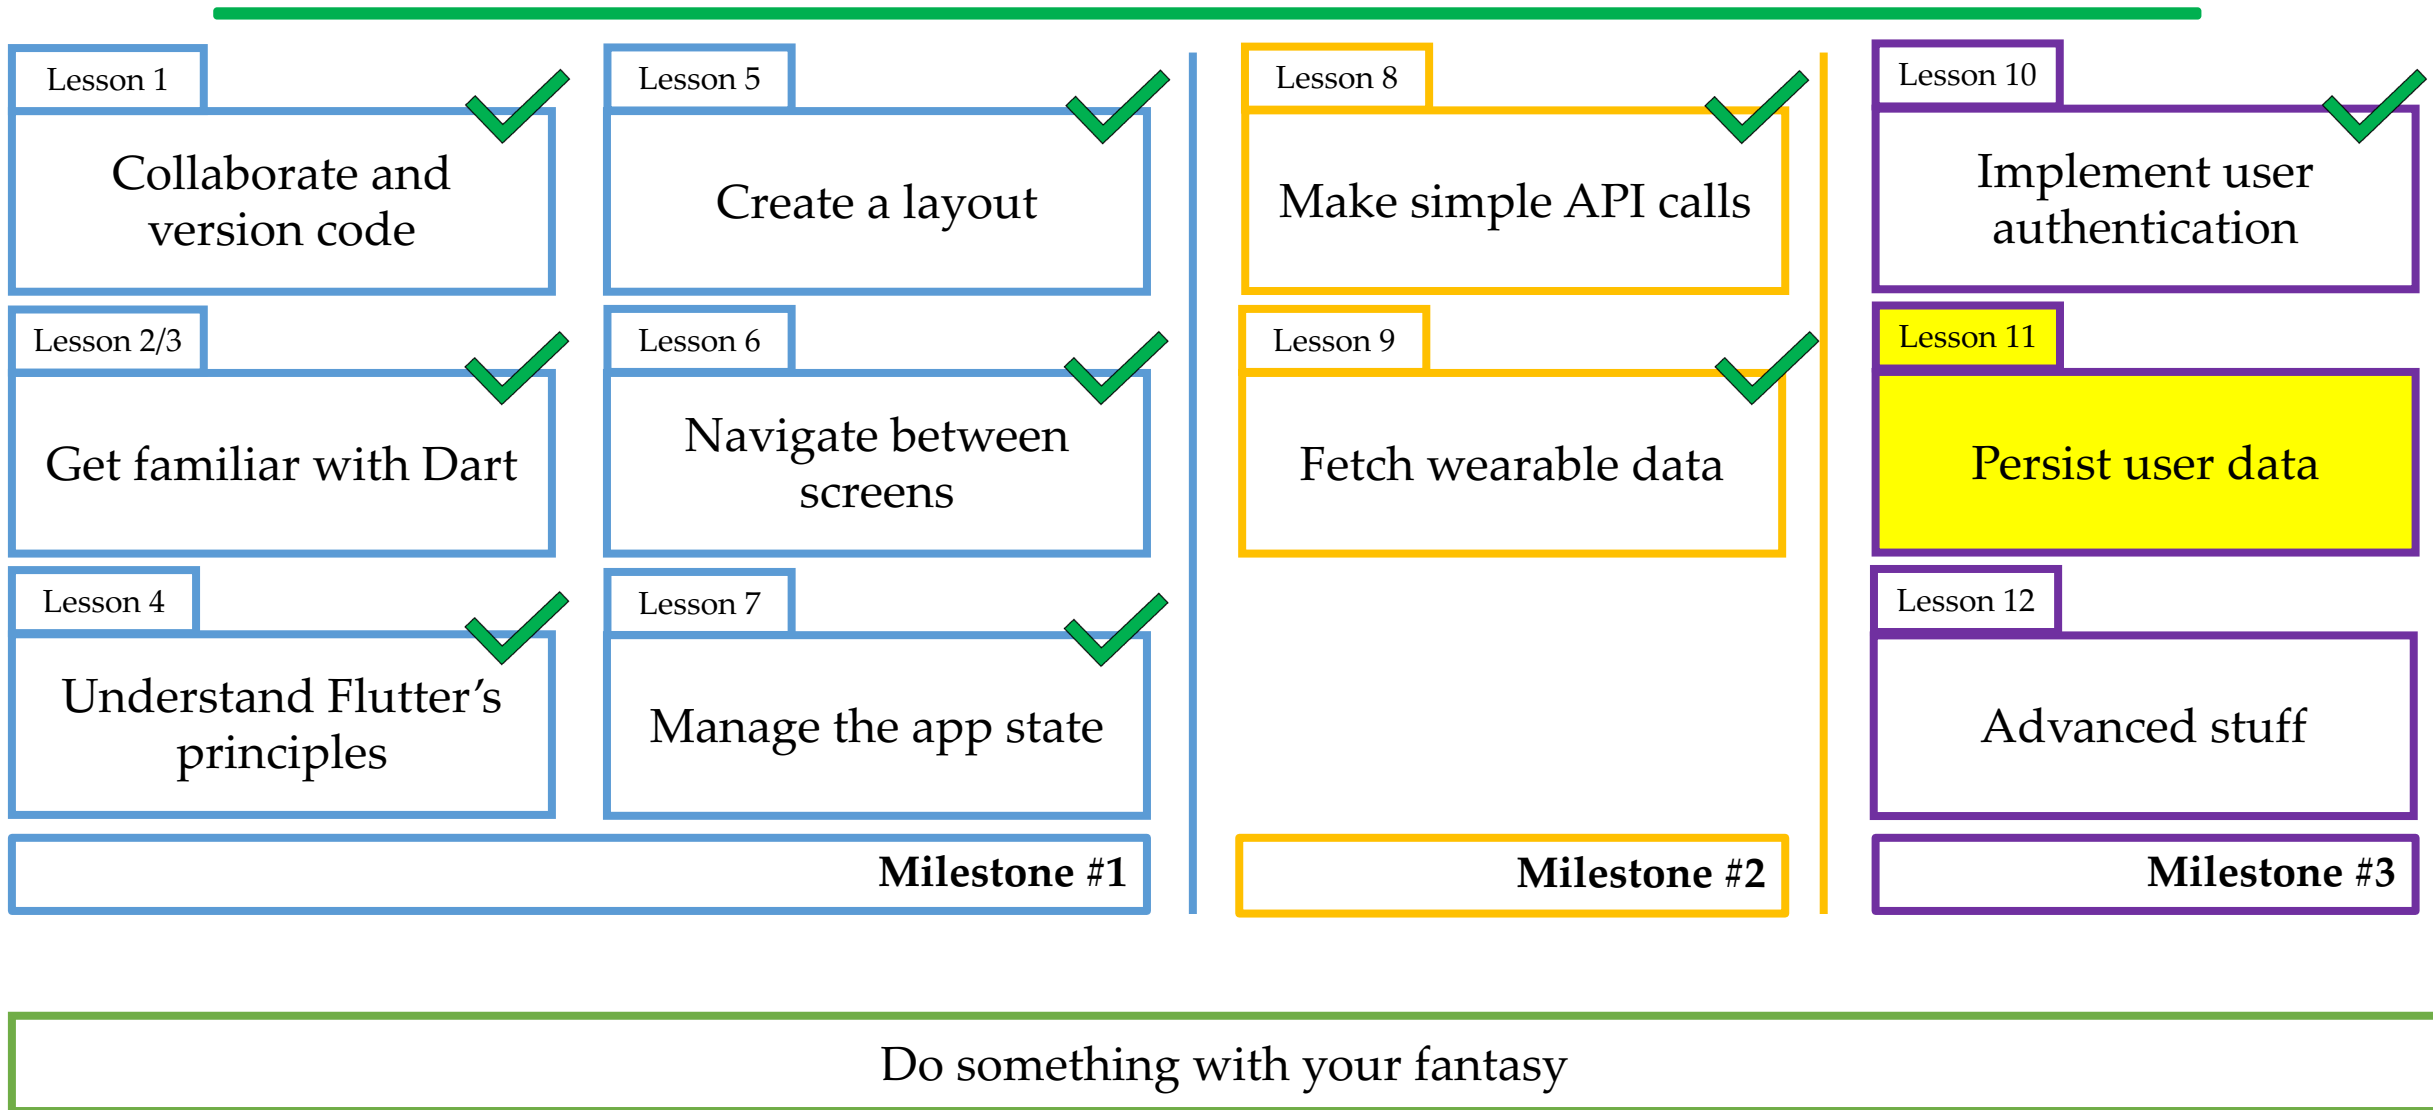 Lesson 1
Collaborate and
version code
Lesson 2/3
Get familiar with Dart
Lesson 4
Understand Flutter’s
principles
Lesson 5
Create a layout
Lesson 6
Navigate between
screens
Lesson 7
Manage the app state
Milestone #1
Lesson 8
Make simple API calls
Lesson 9
Fetch wearable data
Milestone #2
Lesson 10
Implement user
authentication
Lesson 11
Persist user data
Lesson 12
Advanced stuff
Milestone #3
Do something with your fantasy